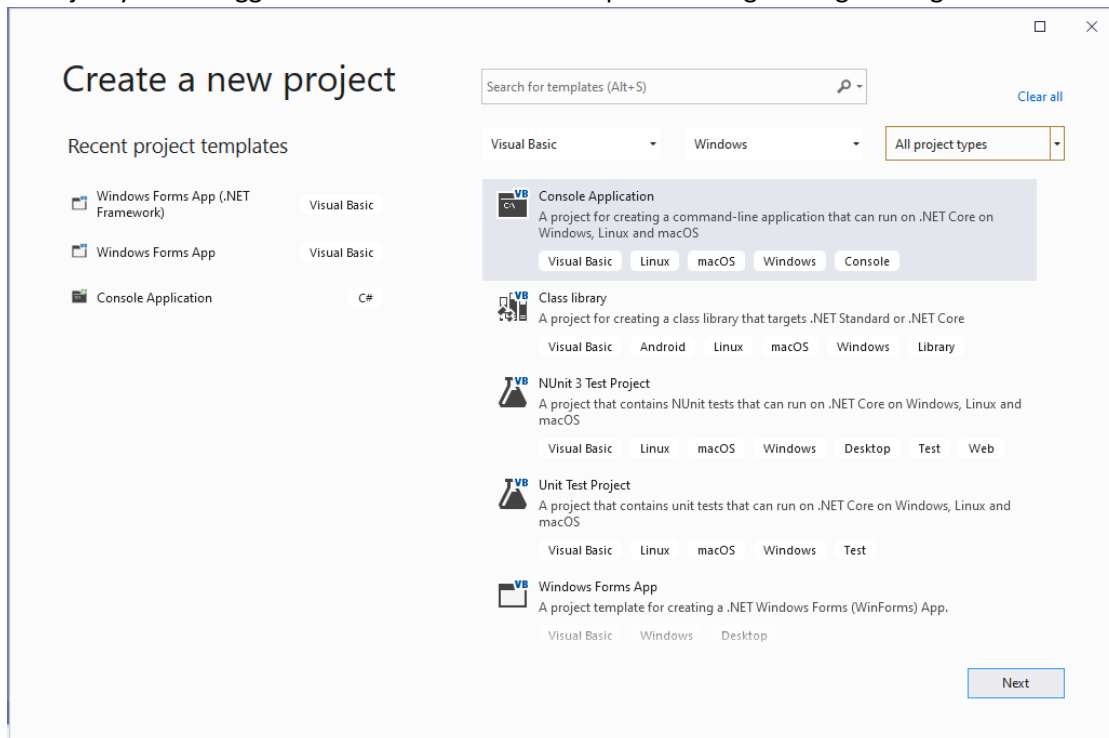 Create a new project
Search for templates (Alt+S)
Clear all
Recent project templates
Visual Basic
Windows
All project types
Windows Forms App (.NET
Framework)
Visual Basic
Windows Forms App
Visual Basic
Console Application
C#
VB
C:\
Console Application
A project for creating a command-line application that can run on .NET Core on
Windows, Linux and macOS
Visual Basic Linux macOS Windows Console
VB
Class library
A project for creating a class library that targets .NET Standard or .NET Core
Visual Basic Android Linux macOS Windows Library
VB
NUnit 3 Test Project
A project that contains NUnit tests that can run on .NET Core on Windows, Linux and
macOS
Visual Basic Linux macOS Windows Desktop Test Web
VB
Unit Test Project
A project that contains unit tests that can run on .NET Core on Windows, Linux and
macOS
Visual Basic Linux macOS Windows Test
VB
Windows Forms App
A project template for creating a .NET Windows Forms (WinForms) App.
Visual Basic Windows Desktop
Next